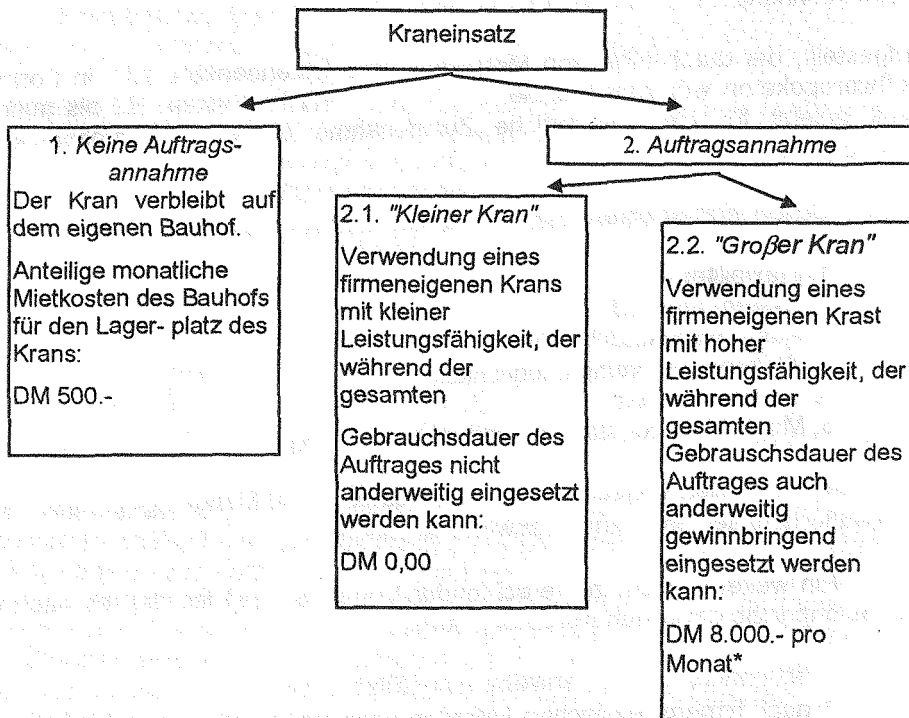 Kraneinsatz
1. Keine Auftrags-
annahme
Der Kran verbleibt auf
dem eigenen Bauhof.
Anteilige monatliche
Mietkosten des Bauhofs
für den Lager- platz des
Krans:
DM 500.-
2. Auftragsannahme
2.1. "Kleiner Kran"
Verwendung eines
firmeneigenen Krans
mit kleiner
Leistungsfähigkeit, der
während der
gesamten
Gebrauchsdauer des
Auftrages nicht
anderweitig eingesetzt
werden kann:
DM 0,00
2.2. "Großer Kran"
Verwendung eines
firmeneigenen Krast
mit hoher
Leistungsfähigkeit, der
während der
gesamten
Gebrauschsdauer des
Auftrages auch
anderweitig
gewinnbringend
eingesetzt werden
kann:
DM 8.000.- pro
Monat*